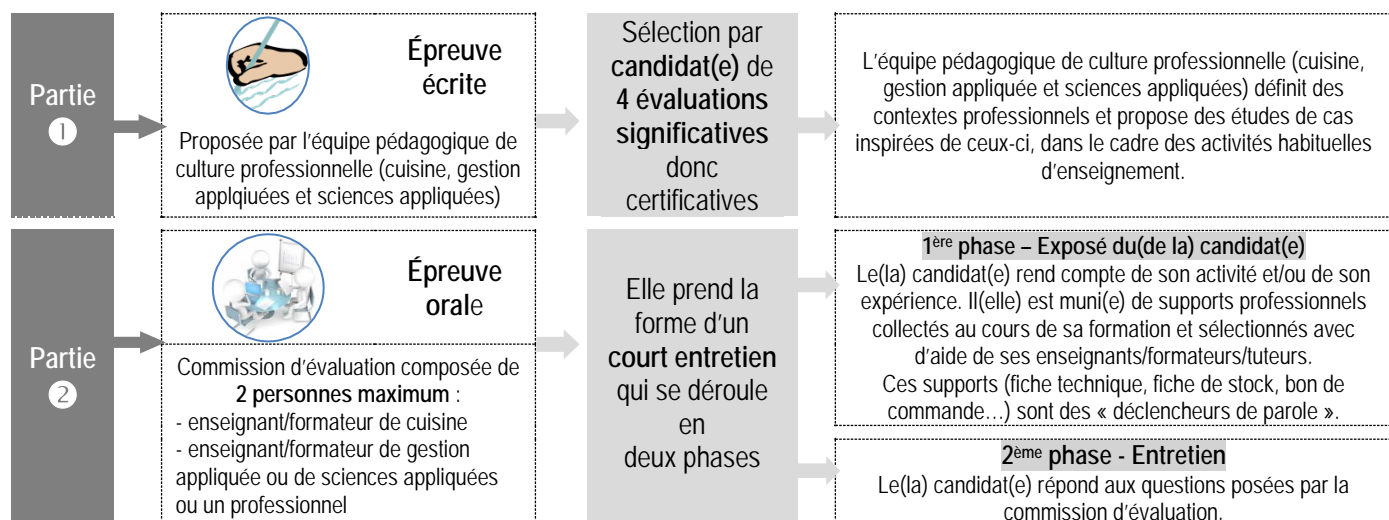 Partie
❶
Épreuve
écrite
Proposée par l'équipe pédagogique de
culture professionnelle (cuisine, gestion
applqiuées et sciences appliquées)
Sélection par
candidat(e) de
4 évaluations
significatives
donc
certificatives
L'équipe pédagogique de culture professionnelle (cuisine,
gestion appliquée et sciences appliquées) définit des
contextes professionnels et propose des études de cas
inspirées de ceux-ci, dans le cadre des activités habituelles
d'enseignement.
Partie
❷
Épreuve
orale
Commission d'évaluation composée de
2 personnes maximum :
- enseignant/formateur de cuisine
- enseignant/formateur de gestion
appliquée ou de sciences appliquées
ou un professionnel
Elle prend la
forme d'un
court entretien
qui se déroule
en
deux phases
1ère phase – Exposé du(de la) candidat(e)
Le(la) candidat(e) rend compte de son activité et/ou de son
expérience. Il(elle) est muni(e) de supports professionnels
collectés au cours de sa formation et sélectionnés avec
d'aide de ses enseignants/formateurs/tuteurs.
Ces supports (fiche technique, fiche de stock, bon de
commande…) sont des « déclencheurs de parole ».
2ème phase - Entretien
Le(la) candidat(e) répond aux questions posées par la
commission d'évaluation.